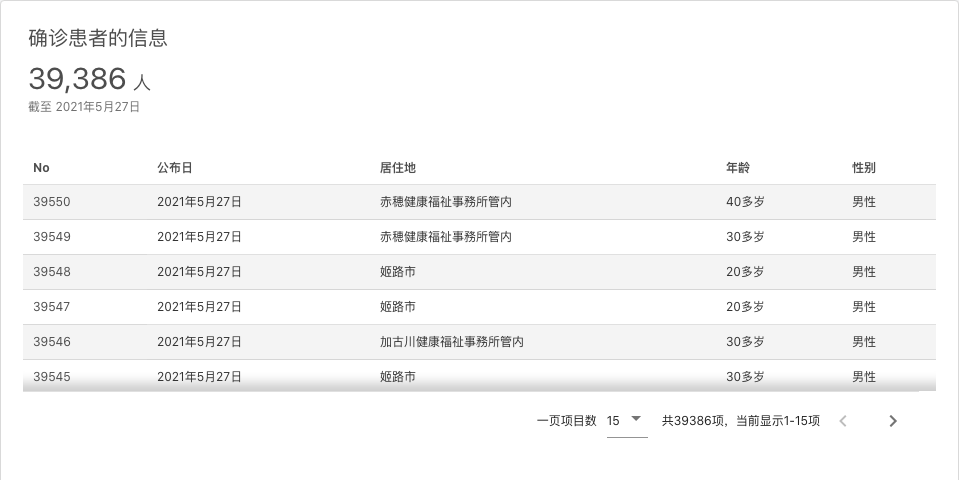 确诊患者的信息
39,386 人
截至 2021年5月27日
No 公布日 居住地 年龄 性别
39550 2021年5月27日 赤穂健康福祉事務所管内 40多岁 男性
39549 2021年5月27日 赤穂健康福祉事務所管内 30多岁 男性
39548 2021年5月27日 姫路市 20多岁 男性
39547 2021年5月27日 姫路市 20多岁 男性
39546 2021年5月27日 加古川健康福祉事務所管内 30多岁 男性
39545 2021年5月27日 姫路市 30多岁 男性
一页项目数 15 共39386项，当前显示1-15项